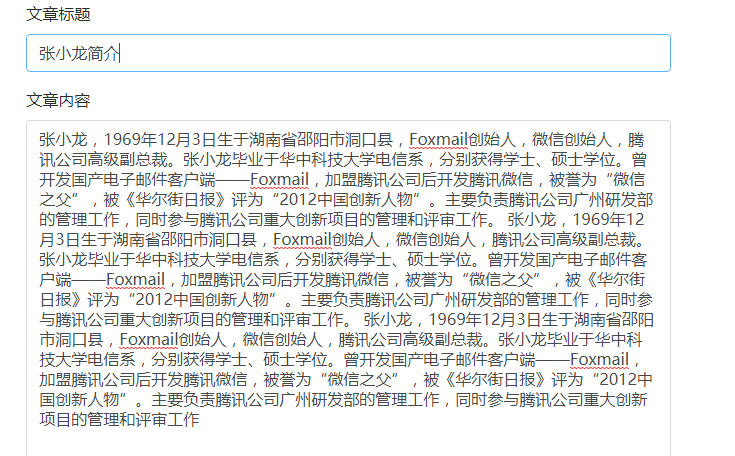 文章标题
张小龙简介
文章内容
张小龙，1969年12月3日生于湖南省邵阳市洞口县，Foxmail创始人，微信创始人，腾
讯公司高级副总裁。张小龙毕业于华中科技大学电信系，分别获得学士、硕士学位。曾
开发国产电子邮件客户端——Foxmail，加盟腾讯公司后开发腾讯微信，被誉为“微信
之父”，被《华尔街日报》评为“2012中国创新人物”。主要负责腾讯公司广州研发部
的管理工作，同时参与腾讯公司重大创新项目的管理和评审工作。 张小龙，1969年12
月3日生于湖南省邵阳市洞口县，Foxmail创始人，微信创始人，腾讯公司高级副总裁。
张小龙毕业于华中科技大学电信系，分别获得学士、硕士学位。曾开发国产电子邮件客
户端——Foxmail，加盟腾讯公司后开发腾讯微信，被誉为“微信之父”，被《华尔街
日报》评为“2012中国创新人物”。主要负责腾讯公司广州研发部的管理工作，同时参
与腾讯公司重大创新项目的管理和评审工作。 张小龙，1969年12月3日生于湖南省邵阳
市洞口县，Foxmail创始人，微信创始人，腾讯公司高级副总裁。张小龙毕业于华中科
技大学电信系，分别获得学士、硕士学位。曾开发国产电子邮件客户端——Foxmail，
加盟腾讯公司后开发腾讯微信，被誉为“微信之父”，被《华尔街日报》评为“2012中
国创新人物”。主要负责腾讯公司广州研发部的管理工作，同时参与腾讯公司重大创新
项目的管理和评审工作